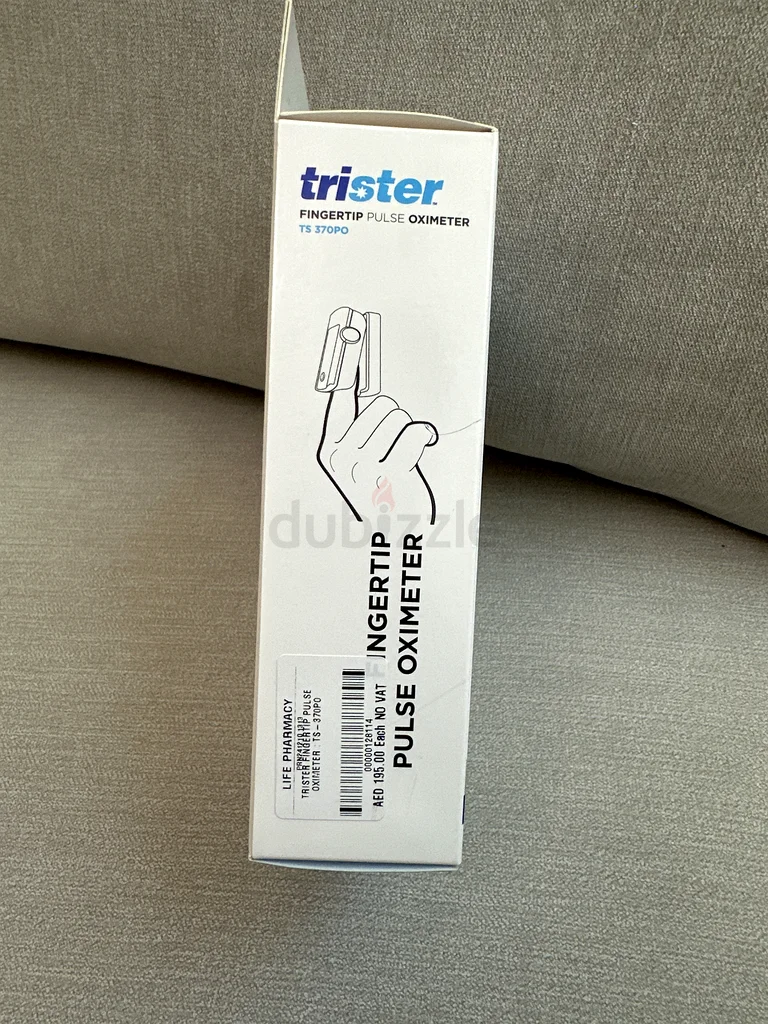 trister
FINGERTIP PULSE OXIMETER
TS 370PO
dubizzle
FINGERTIP
PULSE OXIMETER
LIFE PHARMACY
TRISTER FINGERTIP PULSE
OXIMETER : TS - 370PO
00000128114
AED 195.00 Each NO VAT